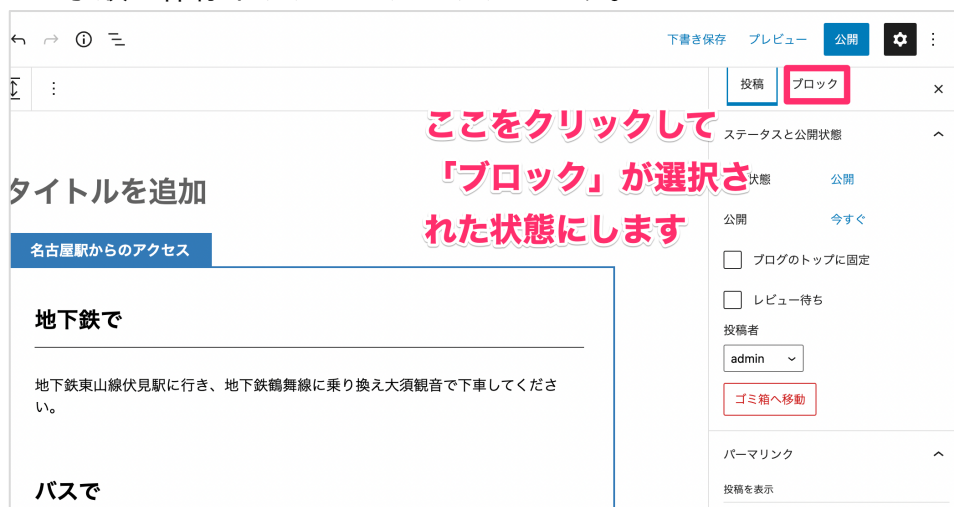 下書き保存 プレビュー 公開
投稿 ブロック
ここをクリックして
「ブロック」が選択さ
れた状態にします
ステータスと公開状態
状態 公開
公開 今すぐ
ブログのトップに固定
レビュー待ち
投稿者
admin
ゴミ箱へ移動
パーマリンク
投稿を表示
タイトルを追加
名古屋駅からのアクセス
地下鉄で
地下鉄東山線伏見駅に行き、地下鉄鶴舞線に乗り換え大須観音で下車してくださ
い。
バスで